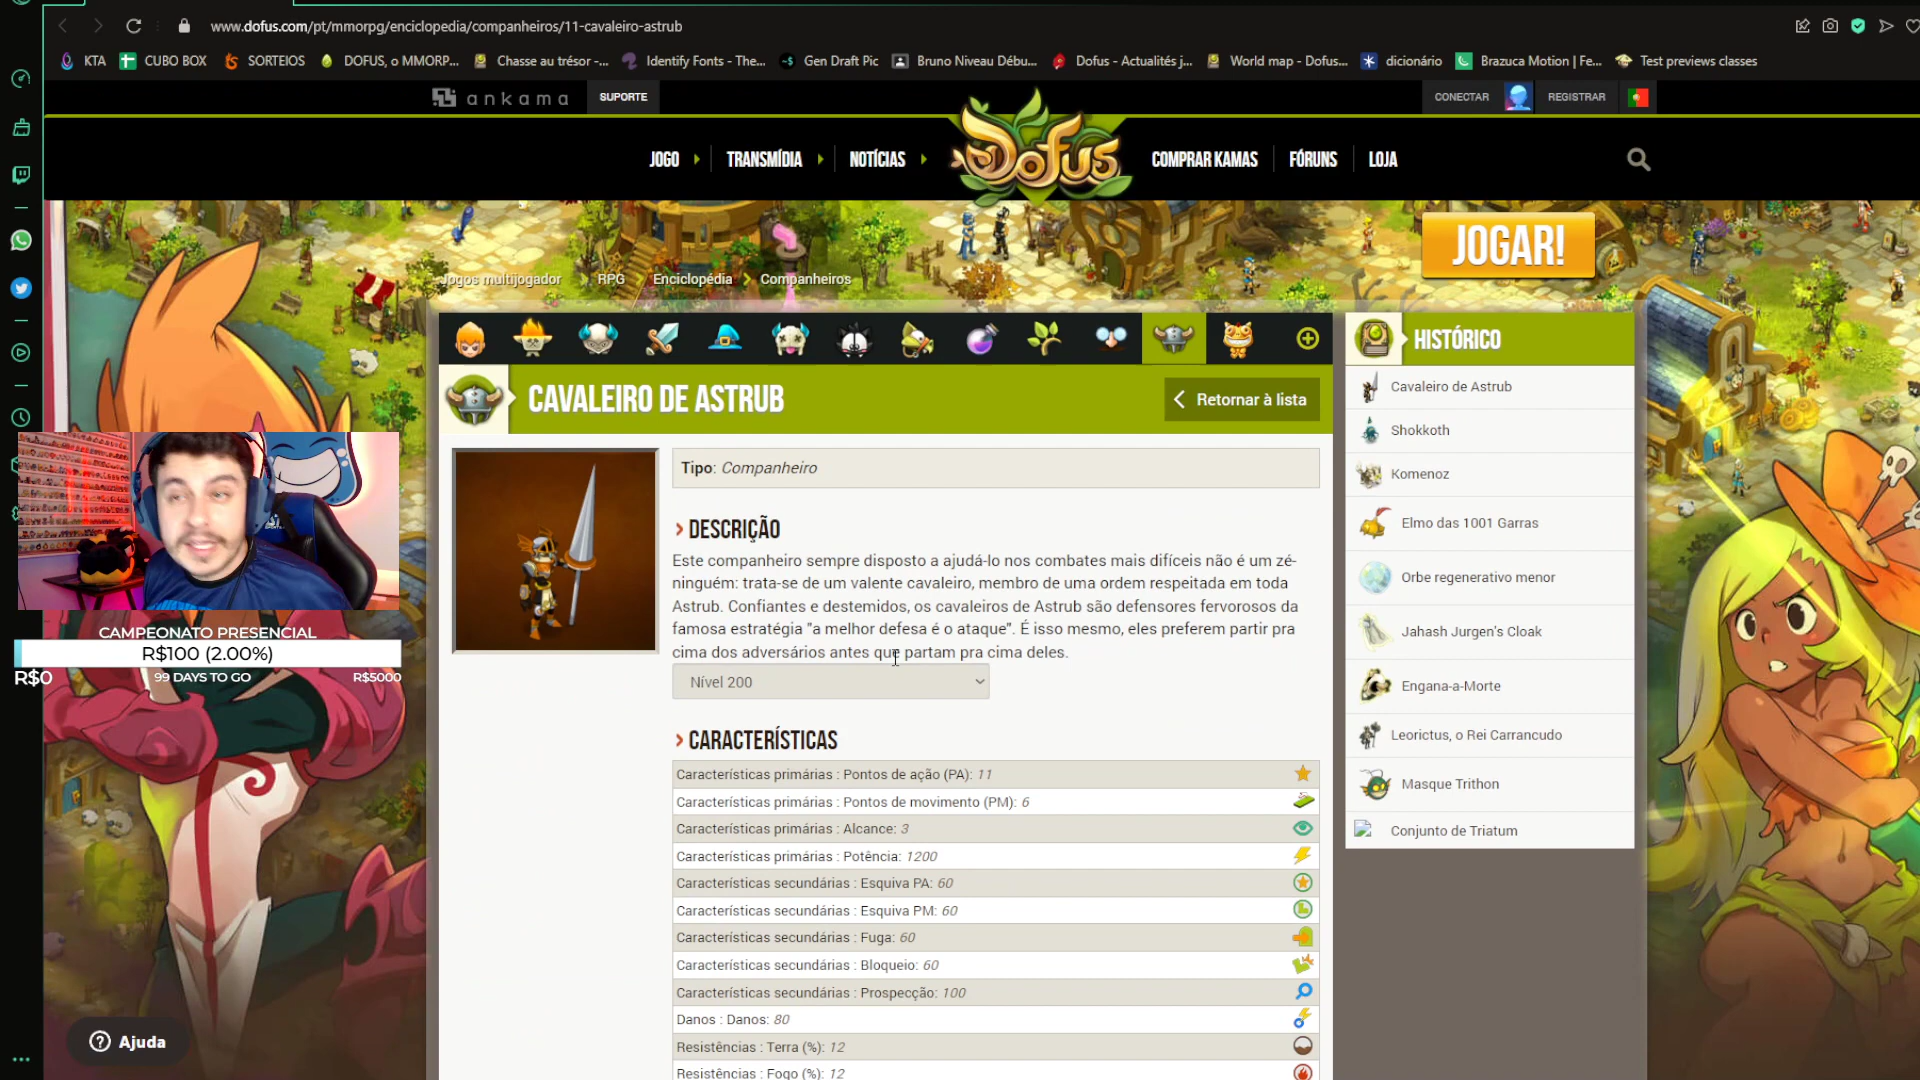 www.dofus.com/pt/mmorpg/enciclopedia/companheiros/11-cavaleiro-astrub
KTA CUBO BOX SORTEIOS DOFUS, o MMORP... Chasse au trésor -... Identify Fonts - The... Gen Draft Pic Bruno Niveau Débu... Dofus - Actualités j... World map - Dofus... dicionário Brazuca Motion | Fe... Test previews classes
ankama SUPORTE CONECTAR REGISTRAR
JOGO TRANSMÍDIA NOTÍCIAS DOFUS COMPRAR KAMAS FÓRUNS LOJA
JOGAR!
Jogos multijogador RPG Enciclopédia Companheiros
CAVALEIRO DE ASTRUB
Retornar à lista
Tipo: Companheiro
DESCRIÇÃO
Este companheiro sempre disposto a ajudá-lo nos combates mais difíceis não é um zé-
ninguém: trata-se de um valente cavaleiro, membro de uma ordem respeitada em toda
Astrub. Confiantes e destemidos, os cavaleiros de Astrub são defensores fervorosos da
famosa estratégia "a melhor defesa é o ataque". É isso mesmo, eles preferem partir pra
cima dos adversários antes que partam pra cima deles.
Nível 200
CARACTERÍSTICAS
Características primárias : Pontos de ação (PA): 11
Características primárias : Pontos de movimento (PM): 6
Características primárias : Alcance: 3
Características primárias : Potência: 1200
Características secundárias : Esquiva PA: 60
Características secundárias : Esquiva PM: 60
Características secundárias : Fuga: 60
Características secundárias : Bloqueio: 60
Características secundárias : Prospecção: 100
Danos : Danos: 80
Resistências : Terra (%): 12
Resistências : Fogo (%): 12
HISTÓRICO
Cavaleiro de Astrub
Shokkoth
Komenoz
Elmo das 1001 Garras
Orbe regenerativo menor
Jahash Jurgen's Cloak
Engana-a-Morte
Leorictus, o Rei Carrancudo
Masque Trithon
Conjunto de Triatum
CAMPEONATO PRESENCIAL
R$100 (2.00%)
R$0 99 DAYS TO GO R$5000
Ajuda